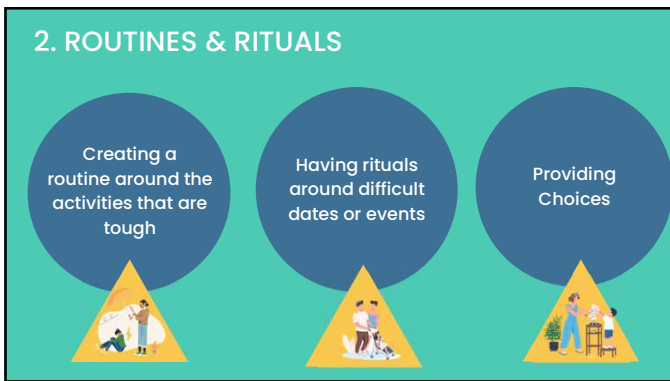 2. ROUTINES & RITUALS
Creating a
routine around the
activities that are
tough
Having rituals
around difficult
dates or events
Providing
Choices